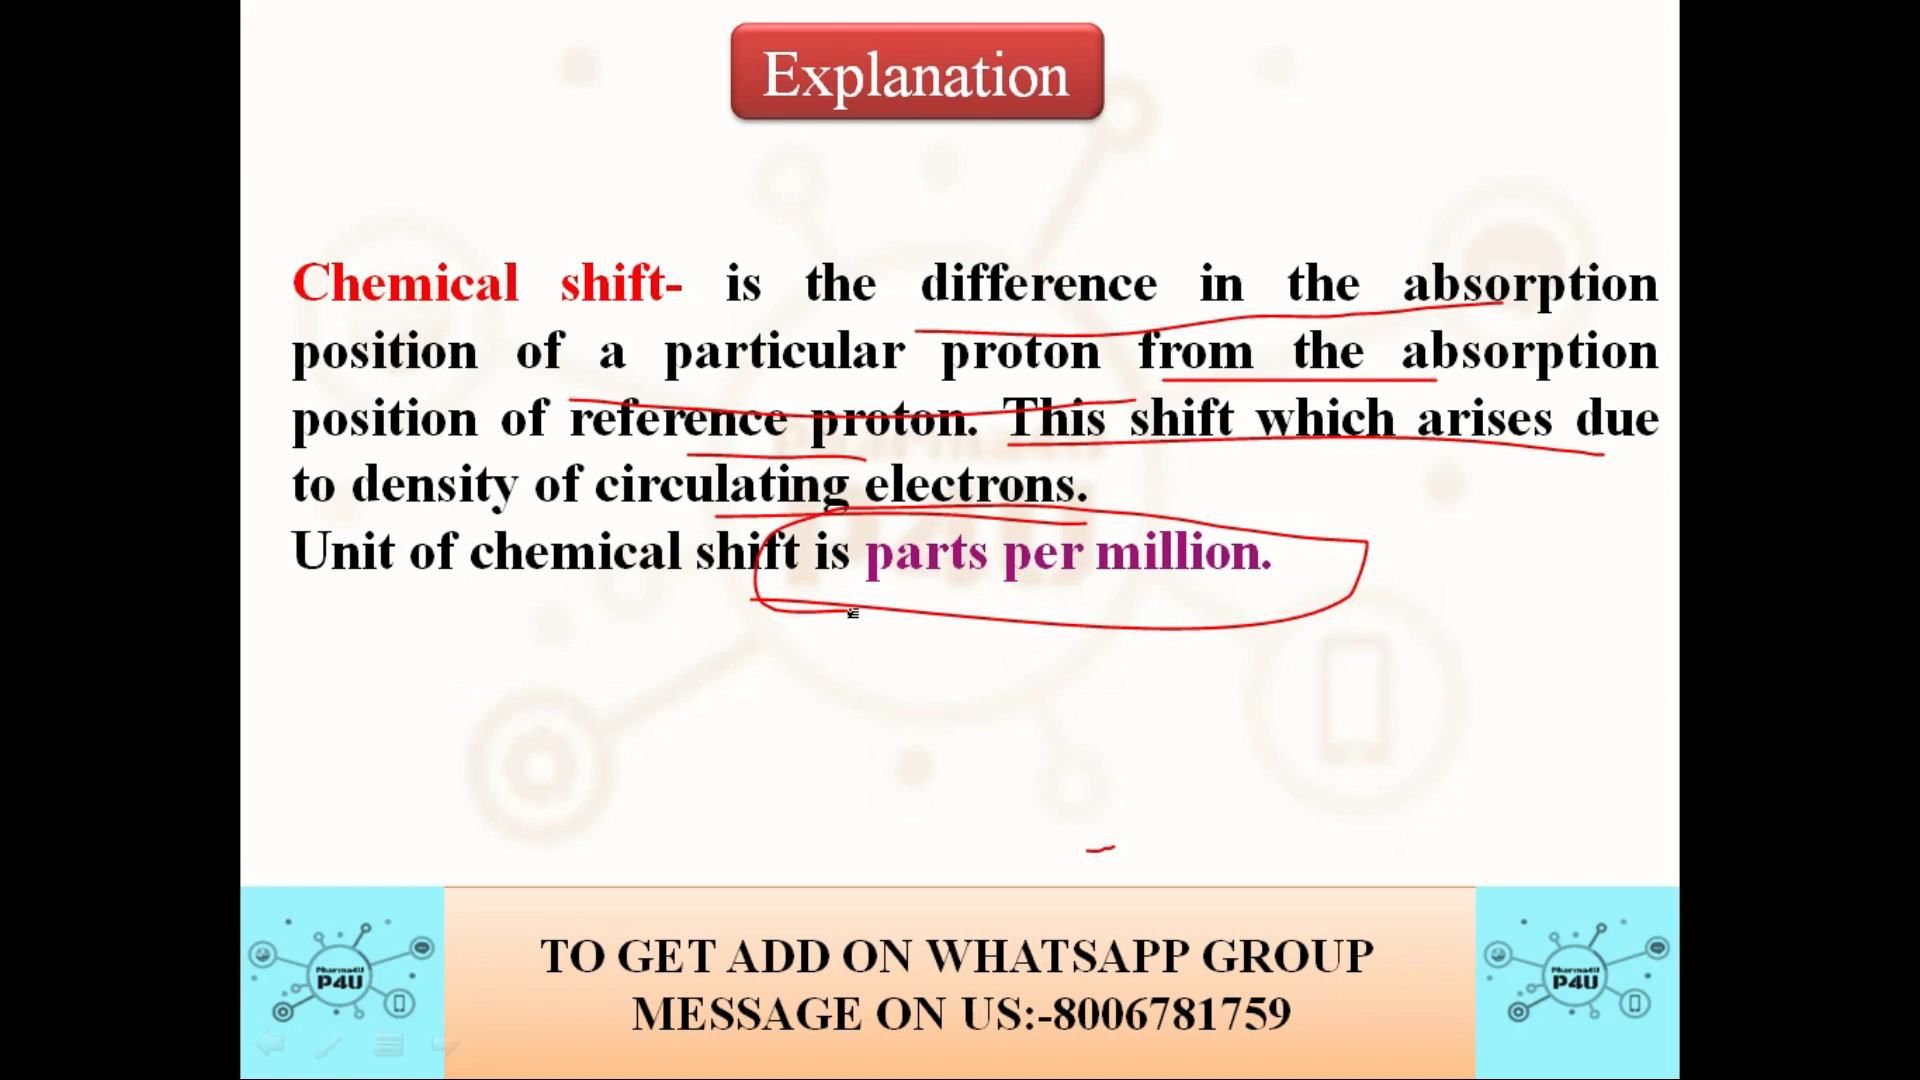 Explanation
Chemical shift- is the difference in the absorption
position of a particular proton from the absorption
position of reference proton. This shift which arises due
to density of circulating electrons.
Unit of chemical shift is parts per million.
TO GET ADD ON WHATSAPP GROUP
MESSAGE ON US:-8006781759
Pharma4U
P4U
Pharma4U
P4U